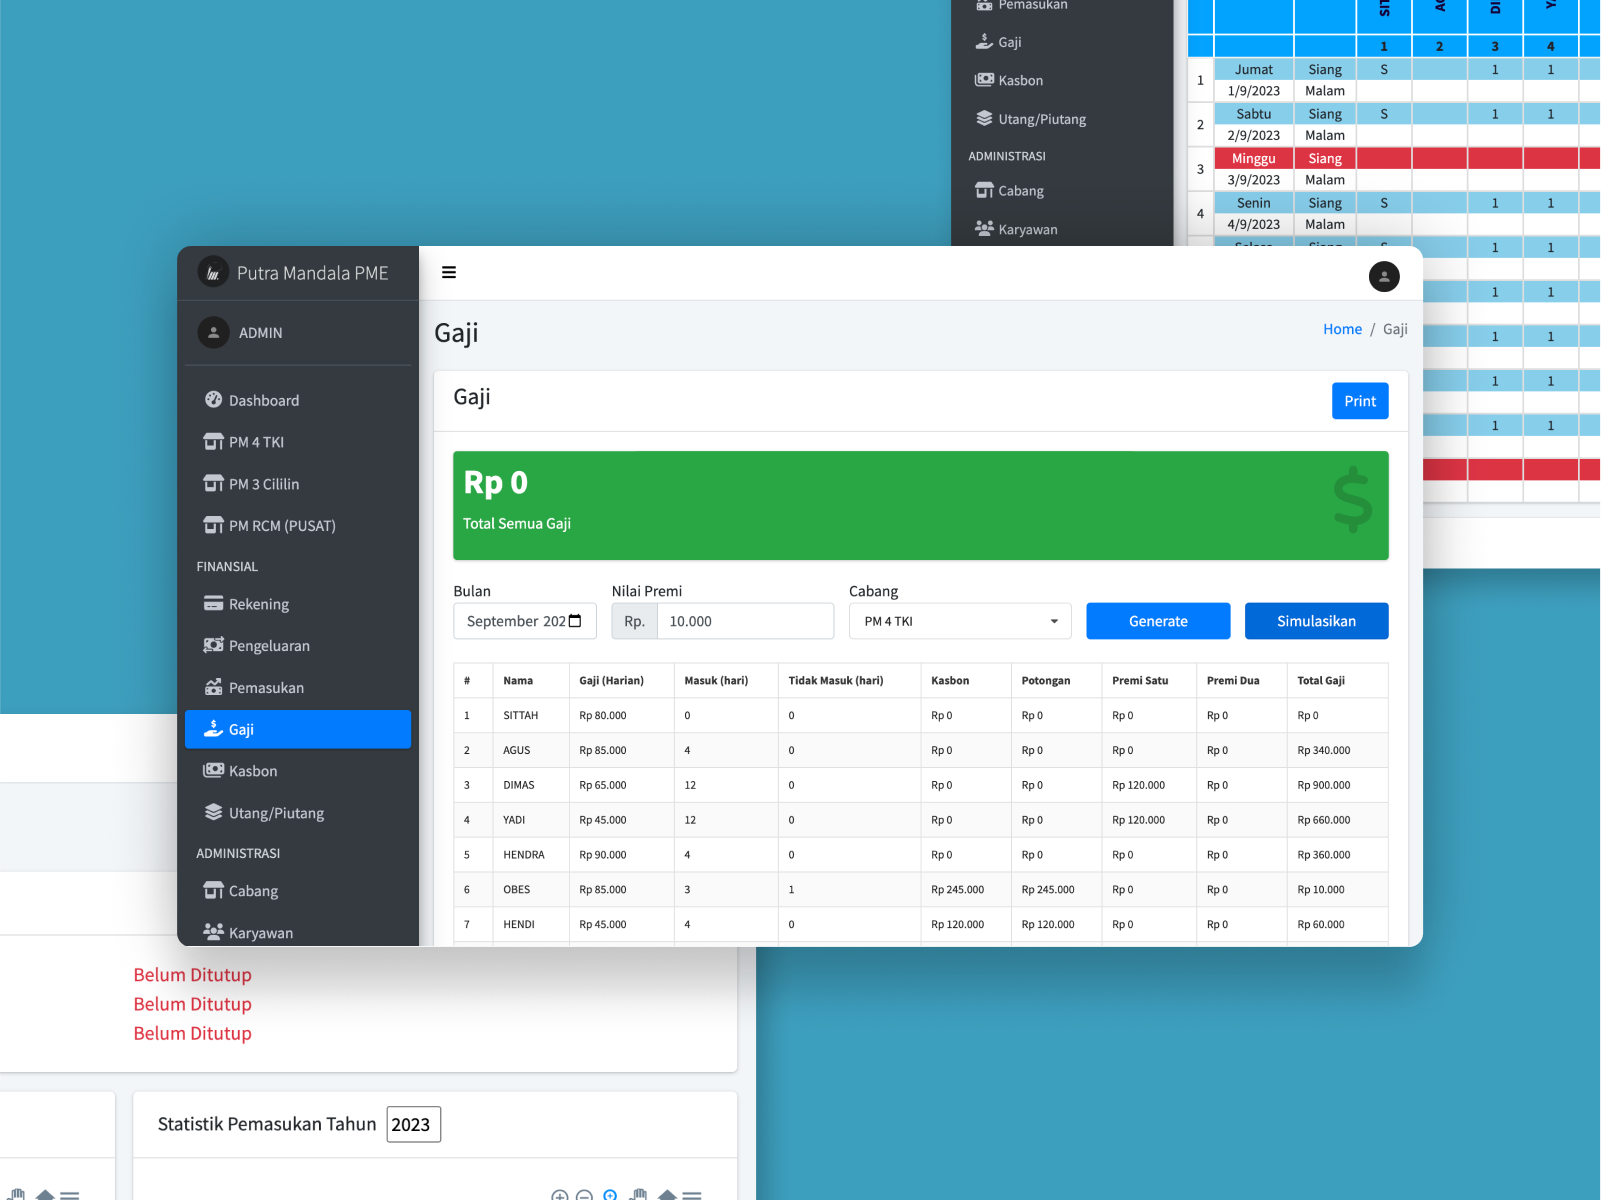 Pemasukan
Gaji
Kasbon
Utang/Piutang
ADMINISTRASI
Cabang
Karyawan
1 2 3 4
1 Jumat Siang S 1 1
1/9/2023 Malam
2 Sabtu Siang S 1 1
2/9/2023 Malam
3 Minggu Siang
3/9/2023 Malam
4 Senin Siang S 1 1
4/9/2023 Malam
1 1
1 1
1 1
1 1
1 1
Putra Mandala PME
ADMIN
Dashboard
PM 4 TKI
PM 3 Cililin
PM RCM (PUSAT)
FINANSIAL
Rekening
Pengeluaran
Pemasukan
Gaji
Kasbon
Utang/Piutang
ADMINISTRASI
Cabang
Karyawan
Gaji
Home / Gaji
Gaji
Print
Rp 0
Total Semua Gaji
$
Bulan Nilai Premi Cabang
September 202 Rp. 10.000 PM 4 TKI Generate Simulasikan
# Nama Gaji (Harian) Masuk (hari) Tidak Masuk (hari) Kasbon Potongan Premi Satu Premi Dua Total Gaji
1 SITTAH Rp 80.000 0 0 Rp 0 Rp 0 Rp 0 Rp 0 Rp 0
2 AGUS Rp 85.000 4 0 Rp 0 Rp 0 Rp 0 Rp 0 Rp 340.000
3 DIMAS Rp 65.000 12 0 Rp 0 Rp 0 Rp 120.000 Rp 0 Rp 900.000
4 YADI Rp 45.000 12 0 Rp 0 Rp 0 Rp 120.000 Rp 0 Rp 660.000
5 HENDRA Rp 90.000 4 0 Rp 0 Rp 0 Rp 0 Rp 0 Rp 360.000
6 OBES Rp 85.000 3 1 Rp 245.000 Rp 245.000 Rp 0 Rp 0 Rp 10.000
7 HENDI Rp 45.000 4 0 Rp 120.000 Rp 120.000 Rp 0 Rp 0 Rp 60.000
Belum Ditutup
Belum Ditutup
Belum Ditutup
Statistik Pemasukan Tahun 2023